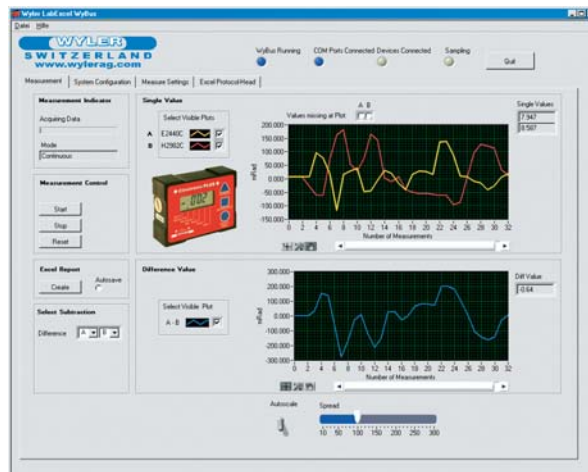 Wyler LabExcel WyBus
Datei Hilfe
WYLER
SWITZERLAND
www.wylerag.com
WyBus Running
COM Ports Connected
Devices Connected
Sampling
Quit
Measurement
System Configuration
Measure Settings
Excel Protocol-Head
Measurement Indicator
Acquiring Data
Mode
Continuous
Measurement Control
Start
Stop
Reset
Excel Report
Create
Autosave
Select Subtraction
Difference A B
Single Value
Select Visible Plots
A E2440C
B H2962C
Values missing at Plot:
A B
Single Values
7.947
8.587
200.000
150.000
100.000
50.000
0.000
-50.000
-100.000
-150.000
mRad
0 2 4 6 8 10 12 14 16 18 20 22 24 26 28 30 32
Number of Measurements
Difference Value
Select Visible Plot
A - B
Diff Value
-0.64
300.000
200.000
100.000
0.000
-100.000
-200.000
-300.000
mRad
0 2 4 6 8 10 12 14 16 18 20 22 24 26 28 30 32
Number of Measurements
Autoscale
Spread
10 50 100 150 200 250 300